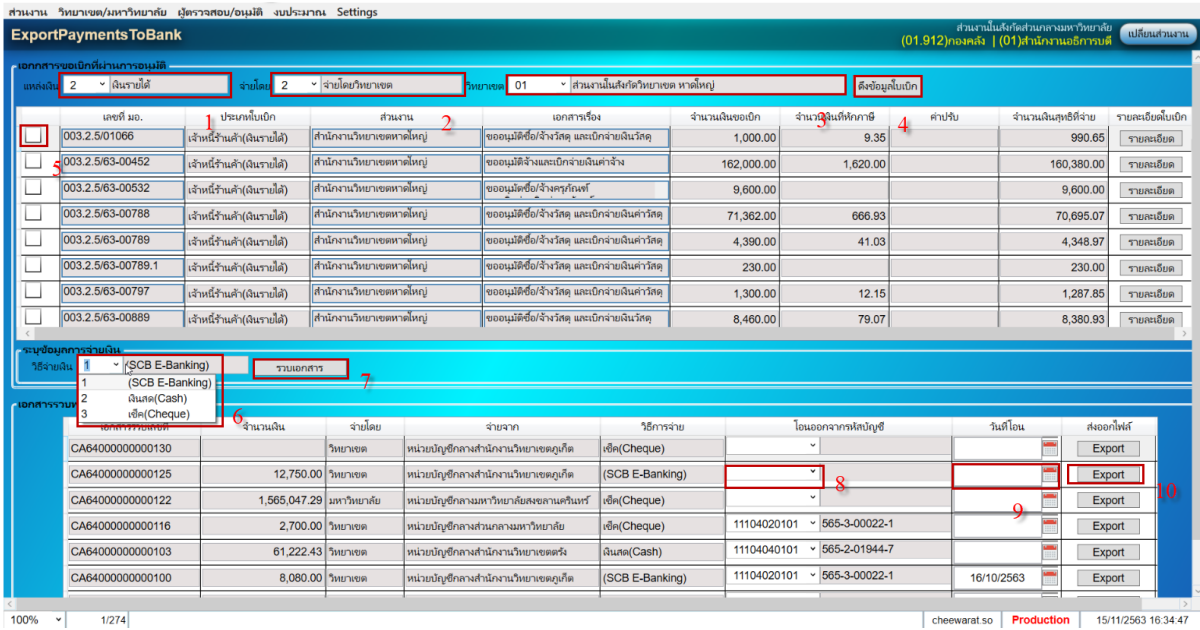 ส่วนงาน วิทยาเขต/มหาวิทยาลัย ผู้ตรวจสอบ/อนุมัติ งบประมาณ Settings
ExportPaymentsToBank
ส่วนงานในสังกัดส่วนกลางมหาวิทยาลัย
(01.912)กองคลัง | (01)สำนักงานอธิการบดี
เปลี่ยนส่วนงาน
เอกกสารขอเบิกที่ผ่านการอนุมัติ
แหล่งเงิน 2 เงินรายได้ จ่ายโดย 2 จ่ายโดยวิทยาเขต วิทยาเขต 01 ส่วนงานในสังกัดวิทยาเขต หาดใหญ่ ดึงข้อมูลใบเบิก
1 2 3 4
เลขที่ มอ. ประเภทใบเบิก ส่วนงาน เอกสารเรื่อง จำนวนเงินขอเบิก จำนวนเงินที่หักภาษี ค่าปรับ จำนวนเงินสุทธิที่จ่าย รายละเอียดใบเบิก
003.2.5/01066 เจ้าหนี้ร้านค้า(เงินรายได้) สำนักงานวิทยาเขตหาดใหญ่ ขออนุมัติซื้อ/จ้างวัสดุ และเบิกจ่ายเงินวัสดุ 1,000.00 9.35 990.65 รายละเอียด
5
003.2.5/63-00452 เจ้าหนี้ร้านค้า(เงินรายได้) สำนักงานวิทยาเขตหาดใหญ่ ขออนุมัติจ้างและเบิกจ่ายเงินค่าจ้าง 162,000.00 1,620.00 160,380.00 รายละเอียด
003.2.5/63-00532 เจ้าหนี้ร้านค้า(เงินรายได้) สำนักงานวิทยาเขตหาดใหญ่ ขออนุมัติซื้อ/จ้างครุภัณฑ์ 9,600.00 9,600.00 รายละเอียด
003.2.5/63-00788 เจ้าหนี้ร้านค้า(เงินรายได้) สำนักงานวิทยาเขตหาดใหญ่ ขออนุมัติซื้อ/จ้างวัสดุ และเบิกจ่ายเงินค่าวัสดุ 71,362.00 666.93 70,695.07 รายละเอียด
003.2.5/63-00789 เจ้าหนี้ร้านค้า(เงินรายได้) สำนักงานวิทยาเขตหาดใหญ่ ขออนุมัติซื้อ/จ้างวัสดุ และเบิกจ่ายเงินค่าวัสดุ 4,390.00 41.03 4,348.97 รายละเอียด
003.2.5/63-00789.1 เจ้าหนี้ร้านค้า(เงินรายได้) สำนักงานวิทยาเขตหาดใหญ่ ขออนุมัติซื้อ/จ้างวัสดุ และเบิกจ่ายเงินค่าวัสดุ 230.00 230.00 รายละเอียด
003.2.5/63-00797 เจ้าหนี้ร้านค้า(เงินรายได้) สำนักงานวิทยาเขตหาดใหญ่ ขออนุมัติซื้อ/จ้างวัสดุ และเบิกจ่ายเงินค่าวัสดุ 1,300.00 12.15 1,287.85 รายละเอียด
003.2.5/63-00889 เจ้าหนี้ร้านค้า(เงินรายได้) สำนักงานวิทยาเขตหาดใหญ่ ขออนุมัติซื้อ/จ้างวัสดุ และเบิกจ่ายเงินวัสดุ 8,460.00 79.07 8,380.93 รายละเอียด
ระบุข้อมูลการจ่ายเงิน
วิธีจ่ายเงิน 1 (SCB E-Banking) รวบเอกสาร 7
1 (SCB E-Banking)
2 เงินสด(Cash)
3 เช็ค(Cheque)
6
เอกสารรวบ
เอกสารรวบเลขที่ จำนวนเงิน จ่ายโดย จ่ายจาก วิธีการจ่าย โอนออกจากรหัสบัญชี วันที่โอน ส่งออกไฟล์
CA64000000000130 วิทยาเขต หน่วยบัญชีกลางสำนักงานวิทยาเขตภูเก็ต เช็ค(Cheque) Export
CA64000000000125 12,750.00 วิทยาเขต หน่วยบัญชีกลางสำนักงานวิทยาเขตภูเก็ต (SCB E-Banking) 8 Export 10
CA64000000000122 1,565,047.29 มหาวิทยาลัย หน่วยบัญชีกลางมหาวิทยาลัยสงขลานครินทร์ เช็ค(Cheque) 9 Export
CA64000000000116 2,700.00 วิทยาเขต หน่วยบัญชีกลางส่วนกลางมหาวิทยาลัย เช็ค(Cheque) 11104020101 565-3-00022-1 Export
CA64000000000103 61,222.43 วิทยาเขต หน่วยบัญชีกลางสำนักงานวิทยาเขตตรัง เงินสด(Cash) 11104040101 565-2-01944-7 Export
CA64000000000100 8,080.00 วิทยาเขต หน่วยบัญชีกลางสำนักงานวิทยาเขตภูเก็ต (SCB E-Banking) 11104020101 565-3-00022-1 16/10/2563 Export
100% 1/274 cheewarat.so Production 15/11/2563 16:34:47